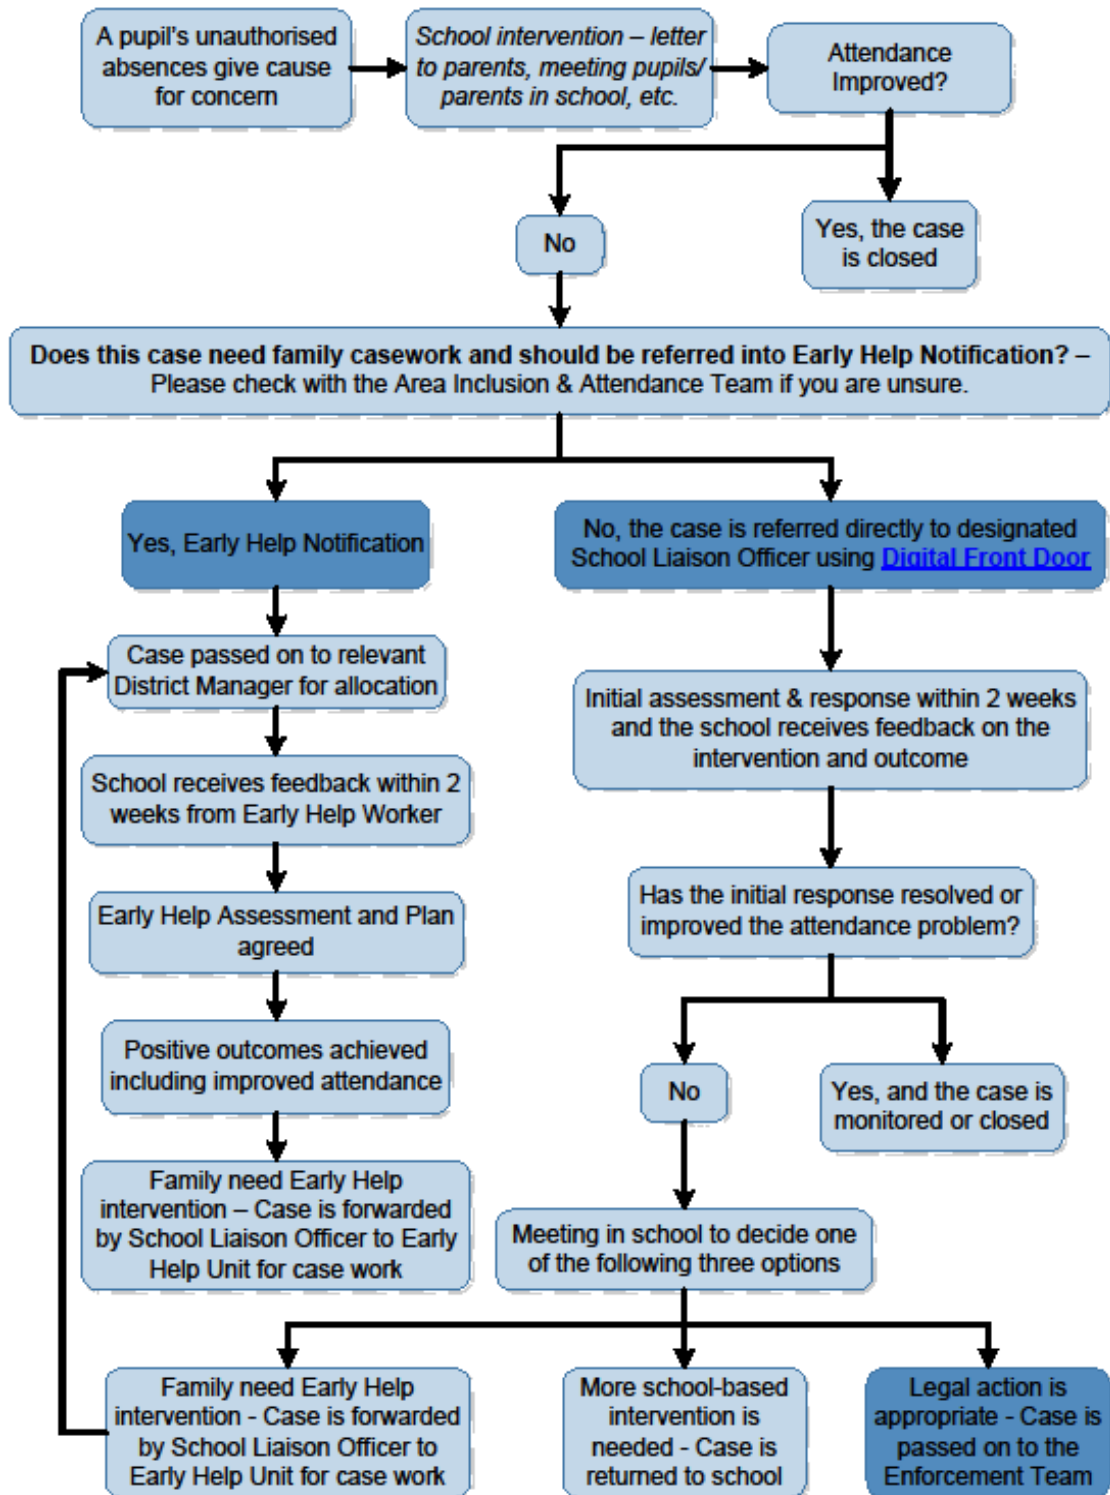 A pupil's unauthorised
absences give cause
for concern
School intervention – letter
to parents, meeting pupils/
parents in school, etc.
Attendance
Improved?
No
Yes, the case
is closed
Does this case need family casework and should be referred into Early Help Notification? –
Please check with the Area Inclusion & Attendance Team if you are unsure.
Yes, Early Help Notification
No, the case is referred directly to designated
School Liaison Officer using Digital Front Door
Case passed on to relevant
District Manager for allocation
School receives feedback within 2
weeks from Early Help Worker
Early Help Assessment and Plan
agreed
Positive outcomes achieved
including improved attendance
Family need Early Help
intervention – Case is forwarded
by School Liaison Officer to Early
Help Unit for case work
Initial assessment & response within 2 weeks
and the school receives feedback on the
intervention and outcome
Has the initial response resolved or
improved the attendance problem?
No
Yes, and the case is
monitored or closed
Meeting in school to decide one
of the following three options
Family need Early Help
intervention - Case is forwarded
by School Liaison Officer to
Early Help Unit for case work
More school-based
intervention is
needed - Case is
returned to school
Legal action is
appropriate - Case is
passed on to the
Enforcement Team